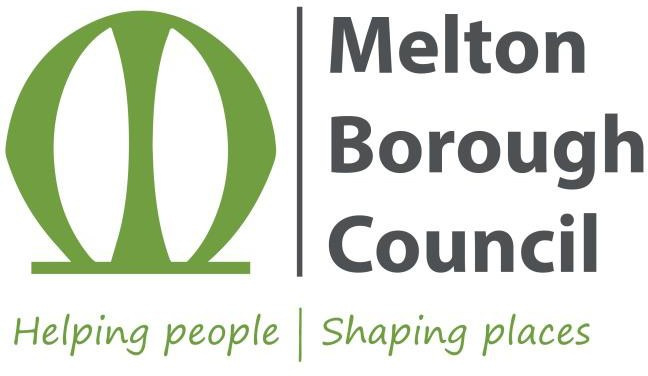 Melton
Borough
Council
Helping people | Shaping places